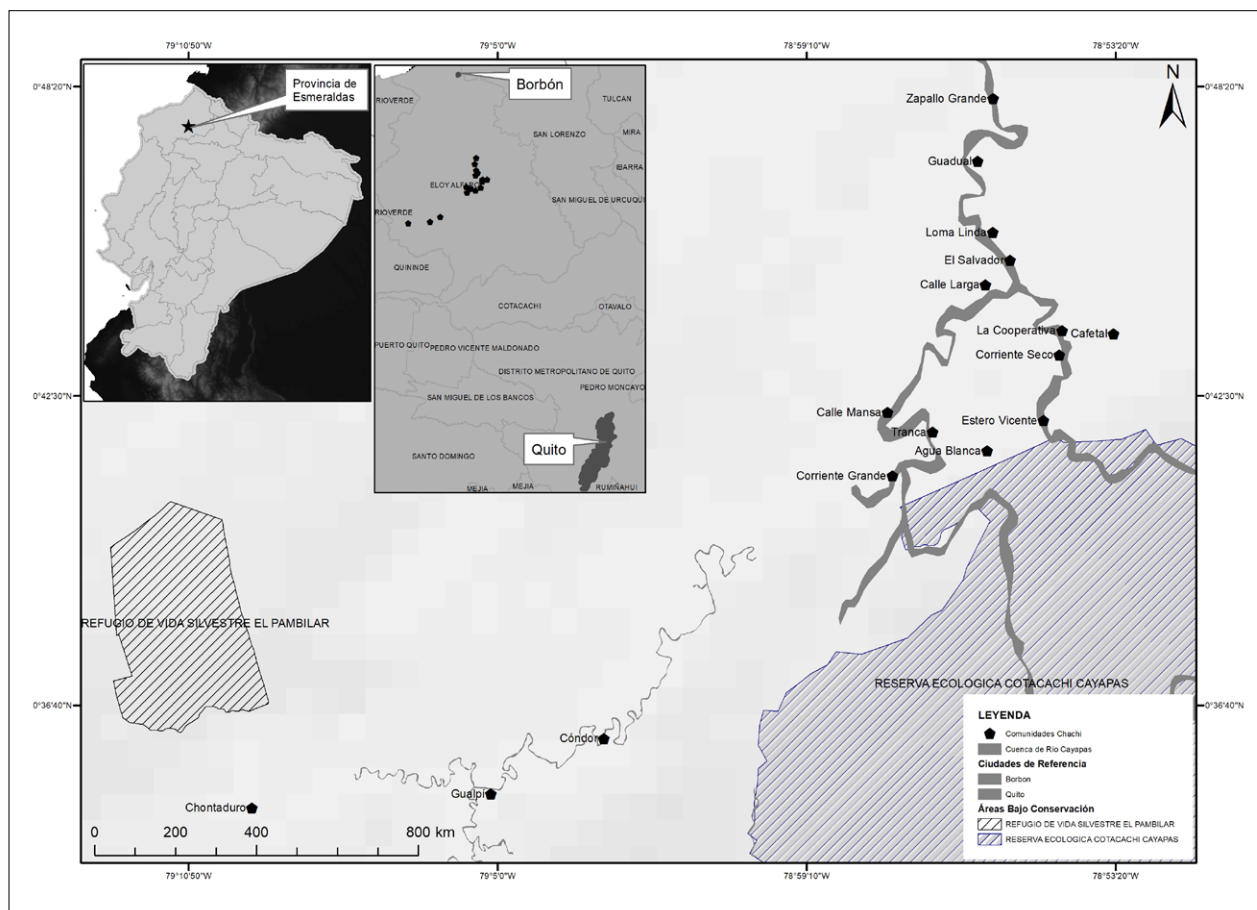 79°10'50"W
79°5'0"W
78°59'10"W
78°53'20"W
0°48'20"
0°48'20"
Provincia de
Esmeraldas
Borbón
RIOVERDE
TULCAN
SAN LORENZO
MIRA
IBARRA
ELOY ALFARO
SAN MIGUEL DE URCUQUI
RIOVERDE
QUININDE
COTACACHI
OTAVALO
PUERTO QUITO
PEDRO VICENTE MALDONADO
DISTRITO METROPOLITANO DE QUITO
PEDRO MONCAYO
SAN MIGUEL DE LOS BANCOS
Quito
SANTO DOMINGO
MEJIA
MEJIA
RUMIÑAHUI
N
Zapallo Grande
Guadual
Loma Linda
El Salvador
Calle Larga
La Cooperativa
Cafetal
Corriente Seco
0°42'30"
0°42'30"
Calle Mansa
Estero Vicente
Tranca
Agua Blanca
Corriente Grande
REFUGIO DE VIDA SILVESTRE EL PAMBILAR
RESERVA ECOLOGICA COTACACHI CAYAPAS
0°36'40"
0°36'40"
Cóndor
Gualpi
Chontaduro
0 200 400 800 km
LEYENDA
Comunidades Chachi
Cuenca de Rio Cayapas
Ciudades de Referencia
Borbon
Quito
Áreas Bajo Conservación
REFUGIO DE VIDA SILVESTRE EL PAMBILAR
RESERVA ECOLOGICA COTACACHI CAYAPAS
79°10'50"W
79°5'0"W
78°59'10"W
78°53'20"W